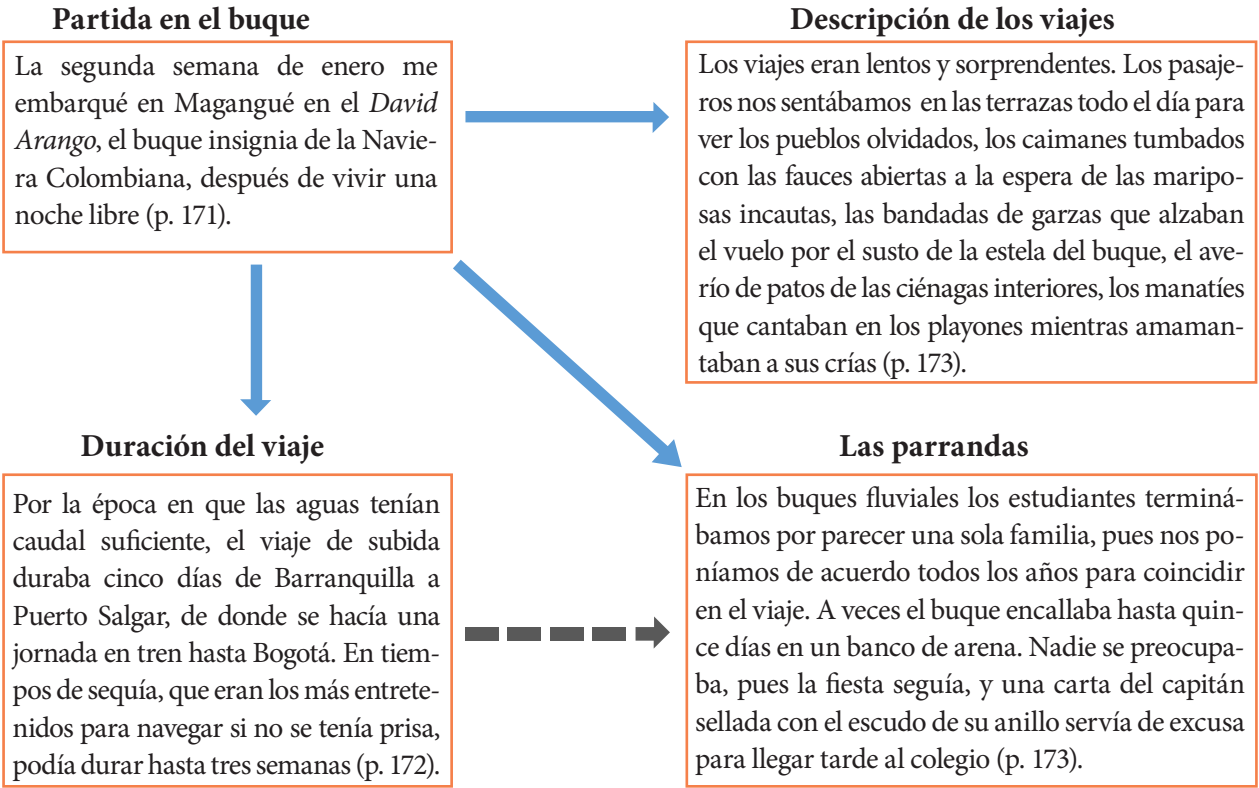 Partida en el buque
La segunda semana de enero me
embarqué en Magangué en el David
Arango, el buque insignia de la Navie-
ra Colombiana, después de vivir una
noche libre (p. 171).
Descripción de los viajes
Los viajes eran lentos y sorprendentes. Los pasaje-
ros nos sentábamos en las terrazas todo el día para
ver los pueblos olvidados, los caimanes tumbados
con las fauces abiertas a la espera de las maripo-
sas incautas, las bandadas de garzas que alzaban
el vuelo por el susto de la estela del buque, el ave-
río de patos de las ciénagas interiores, los manatíes
que cantaban en los playones mientras amaman-
taban a sus crías (p. 173).
Duración del viaje
Por la época en que las aguas tenían
caudal suficiente, el viaje de subida
duraba cinco días de Barranquilla a
Puerto Salgar, de donde se hacía una
jornada en tren hasta Bogotá. En tiem-
pos de sequía, que eran los más entrete-
nidos para navegar si no se tenía prisa,
podía durar hasta tres semanas (p. 172).
Las parrandas
En los buques fluviales los estudiantes terminá-
bamos por parecer una sola familia, pues nos po-
níamos de acuerdo todos los años para coincidir
en el viaje. A veces el buque encallaba hasta quin-
ce días en un banco de arena. Nadie se preocupa-
ba, pues la fiesta seguía, y una carta del capitán
sellada con el escudo de su anillo servía de excusa
para llegar tarde al colegio (p. 173).